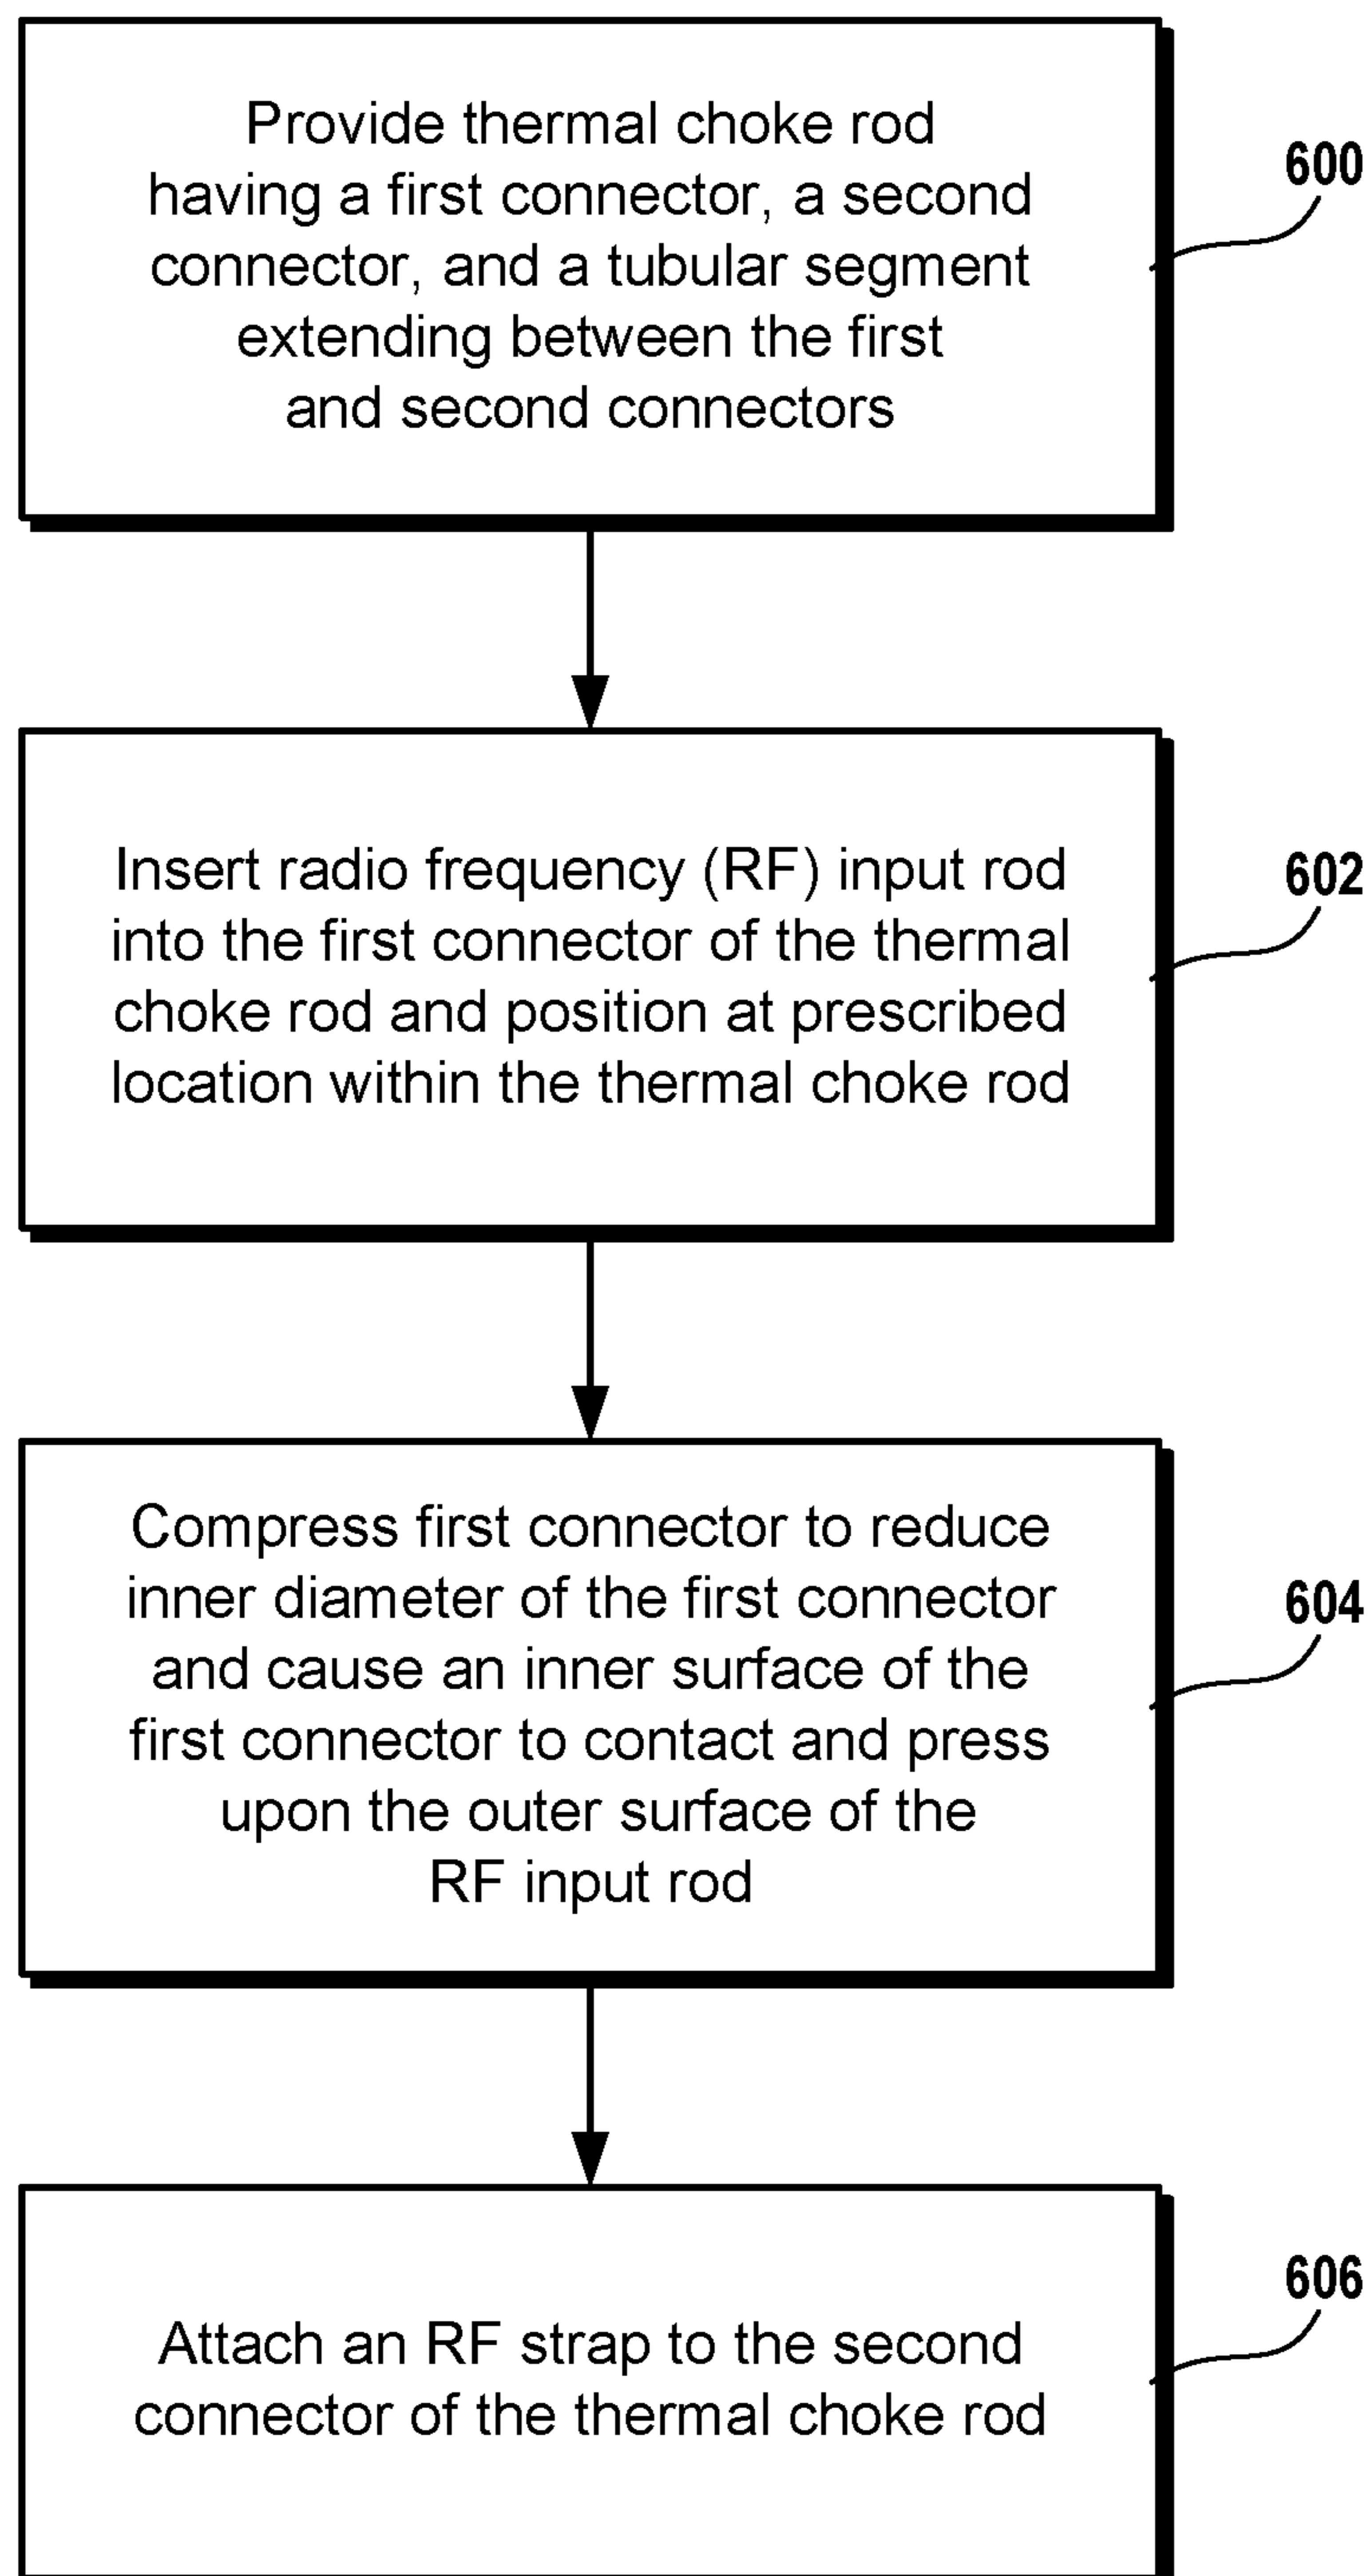 Provide thermal choke rod
having a first connector, a second
connector, and a tubular segment
extending between the first
and second connectors
600
Insert radio frequency (RF) input rod
into the first connector of the thermal
choke rod and position at prescribed
location within the thermal choke rod
602
Compress first connector to reduce
inner diameter of the first connector
and cause an inner surface of the
first connector to contact and press
upon the outer surface of the
RF input rod
604
Attach an RF strap to the second
connector of the thermal choke rod
606